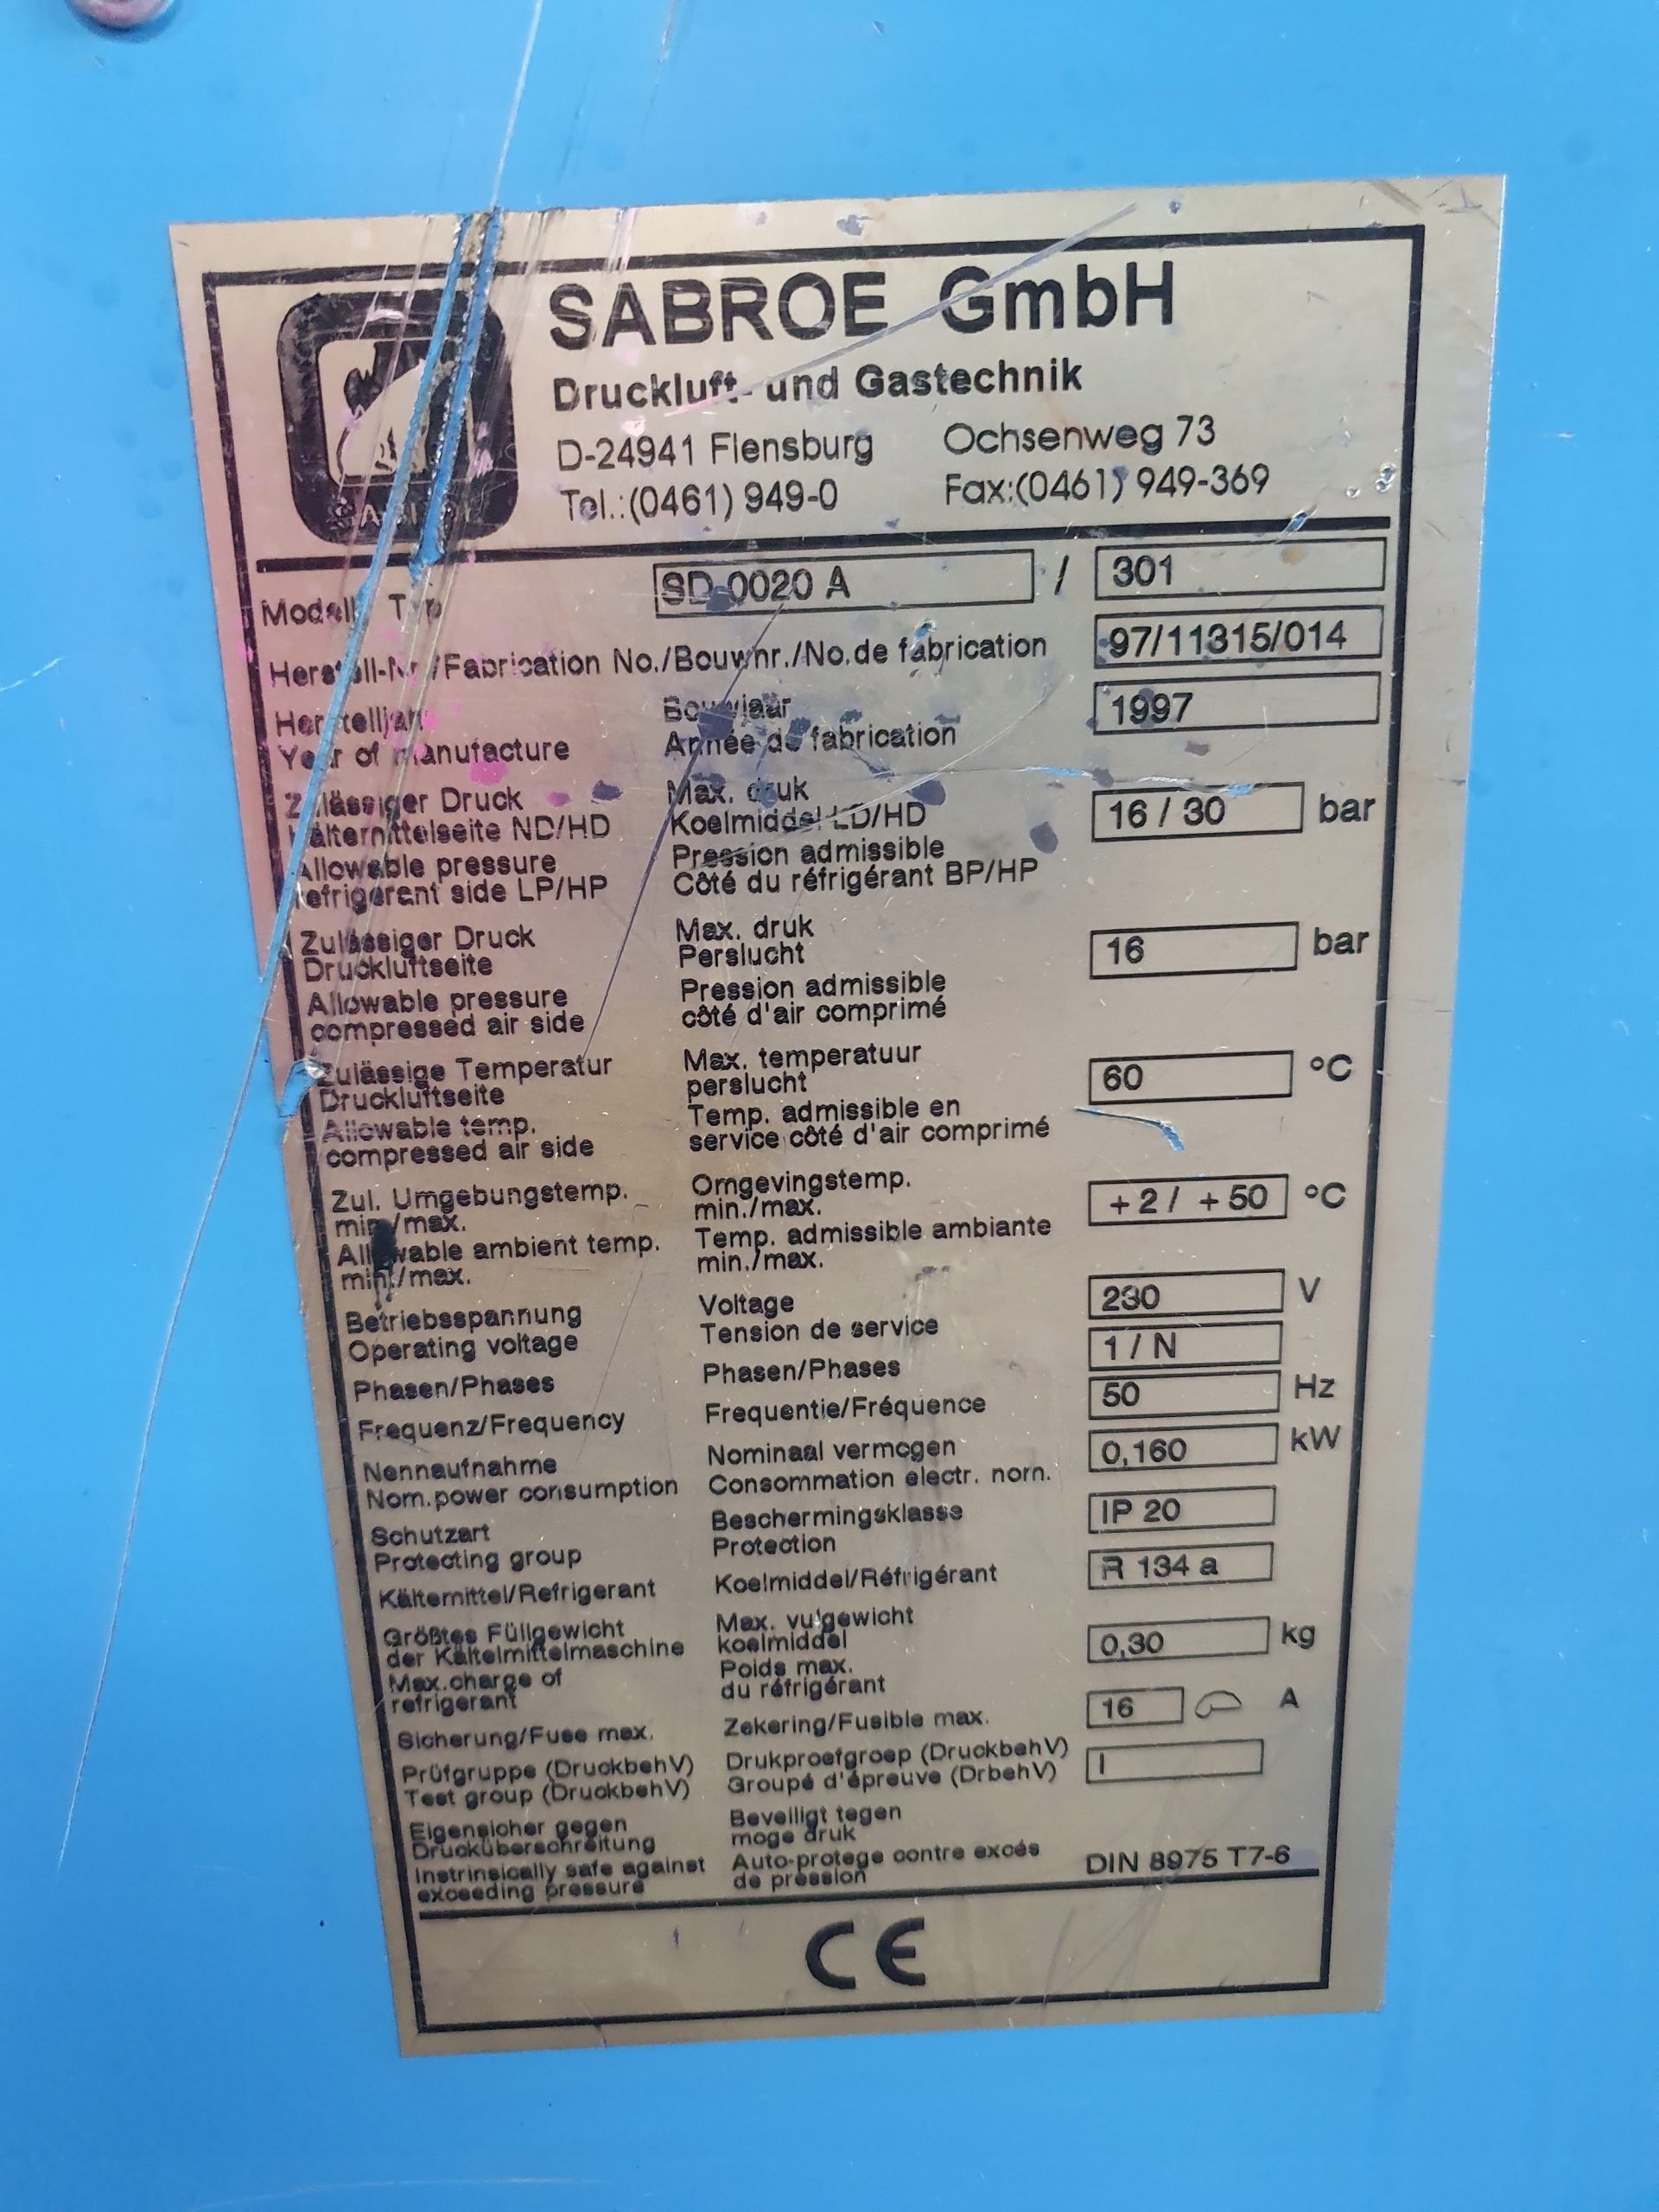 SABROE GmbH
Druckluft- und Gastechnik
D-24941 Flensburg Ochsenweg 73
Tel.:(0461) 949-0 Fax:(0461) 949-369
Modell Typ SD 0020 A / 301
Herstell-Nr./Fabrication No./Bouwnr./No.de fabrication 97/11315/014
Herstelljahr Bouwjaar 1997
Year of manufacture Année de fabrication
Zulässiger Druck Max. druk
Kältemittelseite ND/HD Koelmiddel LD/HD 16 / 30 bar
Allowable pressure Pression admissible
refrigerant side LP/HP Côté du réfrigérant BP/HP
Zulässiger Druck Max. druk
Druckluftseite Perslucht 16 bar
Allowable pressure Pression admissible
compressed air side côté d'air comprimé
Zulässige Temperatur Max. temperatuur
Druckluftseite perslucht 60 °C
Allowable temp. Temp. admissible en
compressed air side service côté d'air comprimé
Zul. Umgebungstemp. Omgevingstemp.
min./max. min./max. +2 / +50 °C
Allowable ambient temp. Temp. admissible ambiante
min./max. min./max.
Betriebsspannung Voltage 230 V
Operating voltage Tension de service
Phasen/Phases Phasen/Phases 1 / N
Frequenz/Frequency Frequentie/Fréquence 50 Hz
Nennaufnahme Nominaal vermogen 0,160 kW
Nom.power consumption Consommation electr. nom.
Schutzart Beschermingsklasse IP 20
Protecting group Protection
Kältemittel/Refrigerant Koelmiddel/Réfrigérant R 134 a
Größtes Füllgewicht Max. vulgewicht
der Kältelmittelmaschine koelmiddel 0,30 kg
Max.charge of Poids max.
refrigerant du réfrigérant
Sicherung/Fuse max. Zekering/Fusible max. 16 A
Prüfgruppe (DruckbehV) Drukproefgroep (DruckbehV) I
Test group (DruckbehV) Groupé d'épreuve (DrbehV)
Eigensicher gegen Beveiligt tegen
Drucküberschreitung moge druk
Instrinsically safe against Auto-protege contre excés DIN 8975 T7-6
exceeding pressure de pression
CE